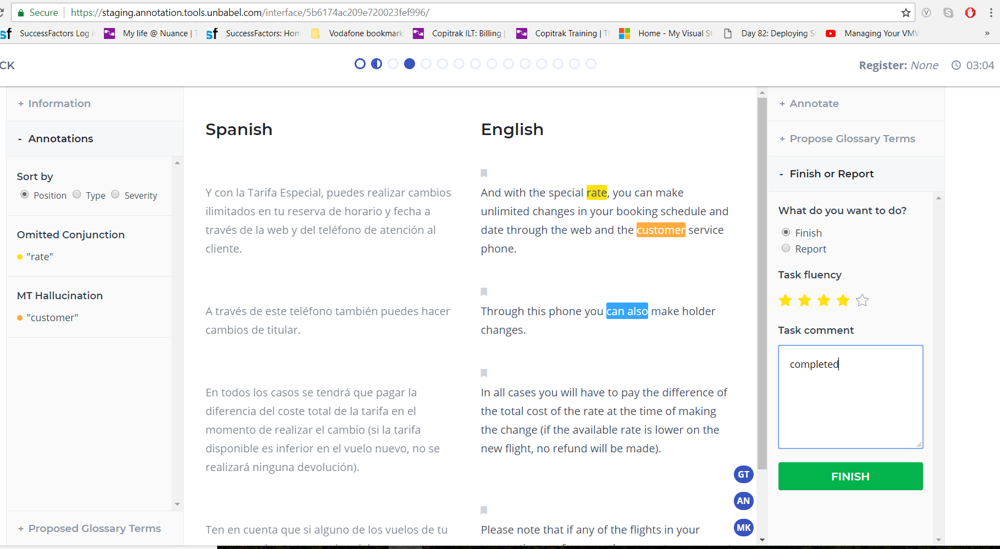 Secure https://staging.annotation.tools.unbabel.com/interface/5b6174ac209e720023fef996/
SuccessFactors Log i My life @ Nuance | T SuccessFactors: Hom Vodafone bookmark Copitrak ILT: Billing | Copitrak Training | T Home - My Visual St Day 82: Deploying S Managing Your VMW »
CK
Register: None 03:04
+ Information
- Annotations
Sort by
Position Type Severity
Omitted Conjunction
"rate"
MT Hallucination
"customer"
+ Proposed Glossary Terms
Spanish
Y con la Tarifa Especial, puedes realizar cambios
ilimitados en tu reserva de horario y fecha a
través de la web y del teléfono de atención al
cliente.
A través de este teléfono también puedes hacer
cambios de titular.
En todos los casos se tendrá que pagar la
diferencia del coste total de la tarifa en el
momento de realizar el cambio (si la tarifa
disponible es inferior en el vuelo nuevo, no se
realizará ninguna devolución).
Ten en cuenta que si alguno de los vuelos de tu
English
And with the special rate, you can make
unlimited changes in your booking schedule and
date through the web and the customer service
phone.
Through this phone you can also make holder
changes.
In all cases you will have to pay the difference of
the total cost of the rate at the time of making
the change (if the available rate is lower on the
new flight, no refund will be made).
Please note that if any of the flights in your
GT
AN
MK
+ Annotate
+ Propose Glossary Terms
- Finish or Report
What do you want to do?
Finish
Report
Task fluency
Task comment
completed
FINISH